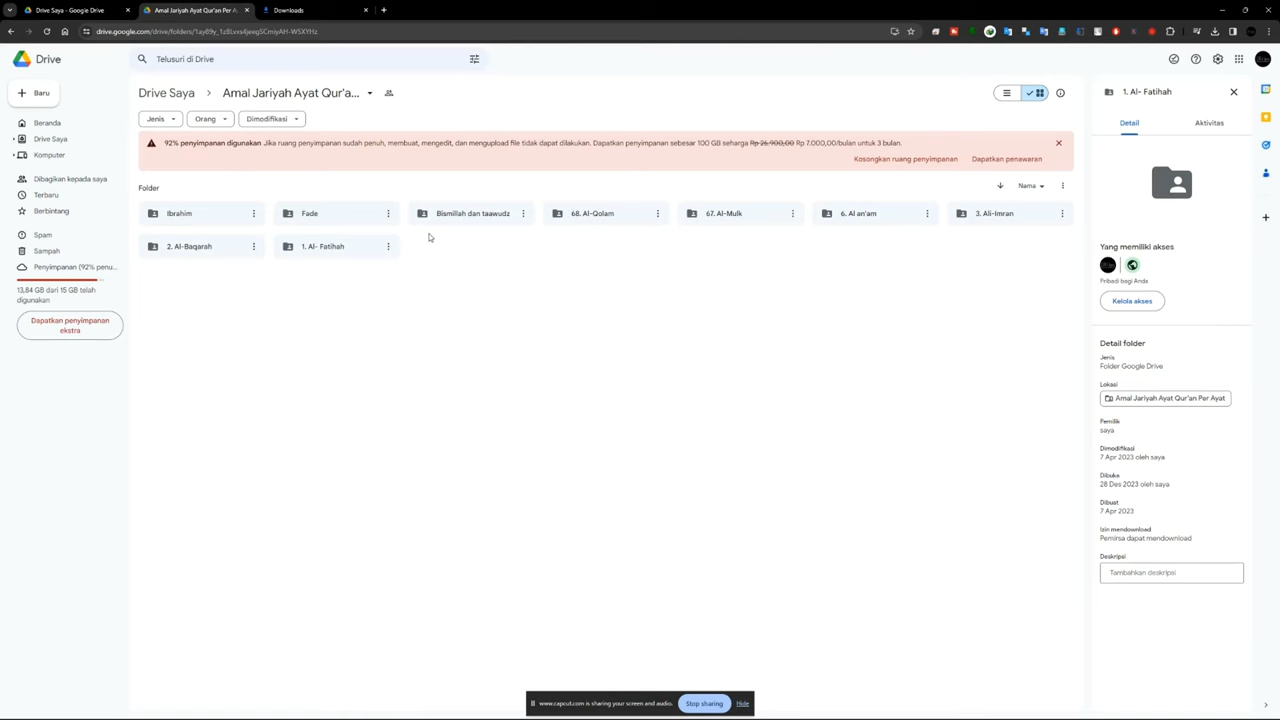 Drive Saya - Google Drive
Amal Jariyah Ayat Qur'an Per A
Downloads
drive.google.com/drive/folders/
Drive
Telusuri di Drive
Baru
Beranda
Drive Saya
Komputer
Dibagikan kepada saya
Terbaru
Berbintang
Spam
Sampah
Penyimpanan (92% penu...
13,84 GB dari 15 GB telah
digunakan
Dapatkan penyimpanan
ekstra
Drive Saya
Amal Jariyah Ayat Qur'a...
Jenis
Orang
Dimodifikasi
92% penyimpanan digunakan Jika ruang penyimpanan sudah penuh, membuat, mengedit, dan mengupload file tidak dapat dilakukan. Dapatkan penyimpanan sebesar 100 GB seharga Rp 26.900,00 Rp 7.000,00/bulan untuk 3 bulan.
Kosongkan ruang penyimpanan
Dapatkan penawaran
Folder
Nama
Ibrahim
Fade
Bismillah dan taawudz
68. Al-Qolam
67. Al-Mulk
6. Al an'am
3. Ali-Imran
2. Al-Baqarah
1. Al- Fatihah
1. Al- Fatihah
Detail
Aktivitas
Yang memiliki akses
Pribadi bagi Anda
Kelola akses
Detail folder
Jenis
Folder Google Drive
Lokasi
Amal Jariyah Ayat Qur'an Per Ayat
Pemilik
saya
Dimodifikasi
7 Apr 2023 oleh saya
Dibuka
28 Des 2023 oleh saya
Dibuat
7 Apr 2023
Izin mendownload
Pemirsa dapat mendownload
Deskripsi
Tambahkan deskripsi
www.capcut.com is sharing your screen and audio.
Stop sharing
Hide